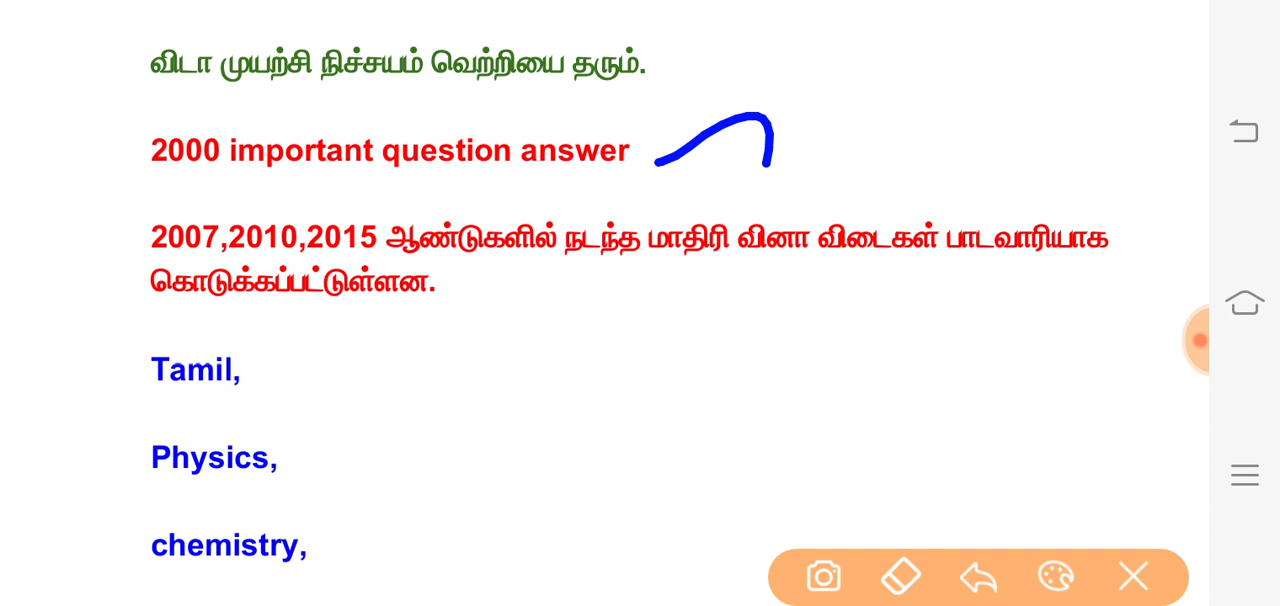 விடா முயற்சி நிச்சயம் வெற்றியை தரும்.
2000 important question answer
2007,2010,2015 ஆண்டுகளில் நடந்த மாதிரி வினா விடைகள் பாடவாரியாக
கொடுக்கப்பட்டுள்ளன.
Tamil,
Physics,
chemistry,